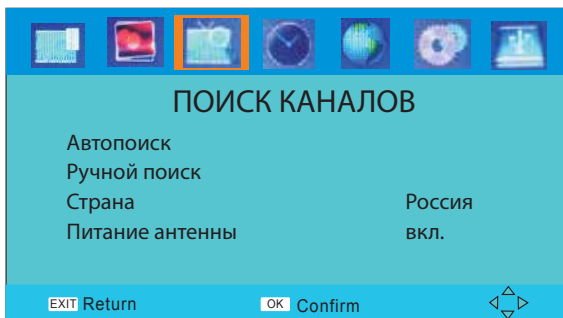 ПОИСК КАНАЛОВ
Автопоиск
Ручной поиск
Страна Россия
Питание антенны вкл.
EXIT Return OK Confirm